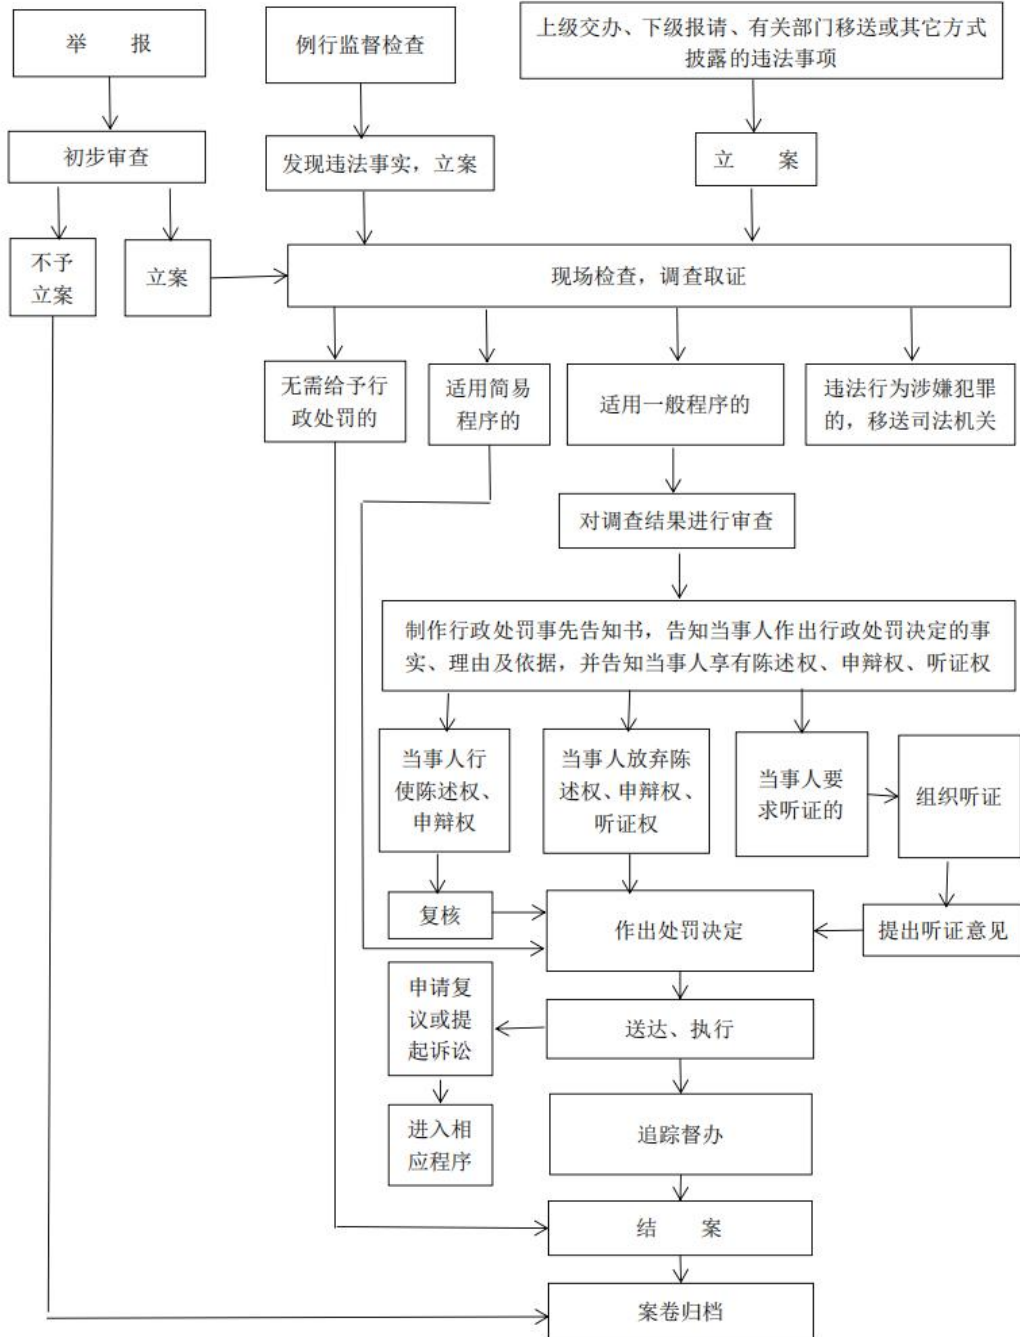 举 报
例行监督检查
上级交办、下级报请、有关部门移送或其它方式
披露的违法事项
初步审查
发现违法事实，立案
立 案
不予
立案
立案
现场检查，调查取证
无需给予行
政处罚的
适用简易
程序的
适用一般程序的
违法行为涉嫌犯罪
的，移送司法机关
对调查结果进行审查
制作行政处罚事先告知书，告知当事人作出行政处罚决定的事
实、理由及依据，并告知当事人享有陈述权、申辩权、听证权
当事人行
使陈述权、
申辩权
当事人放弃陈
述权、申辩权、
听证权
当事人要
求听证的
组织听证
复核
作出处罚决定
提出听证意见
申请复
议或提
起诉讼
送达、执行
进入相
应程序
追踪督办
结 案
案卷归档